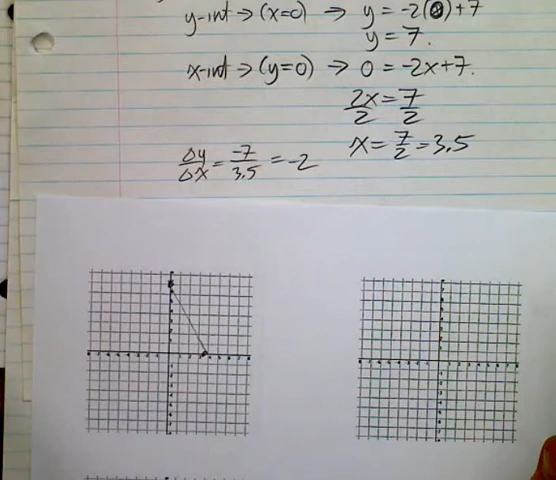 y-int → (x=0) → y = -2(0)+7
y = 7.
x-int → (y=0) → 0 = -2x+7.
2x/2 = 7/2
x = 7/2 = 3.5
Δy/Δx = -7/3.5 = -2